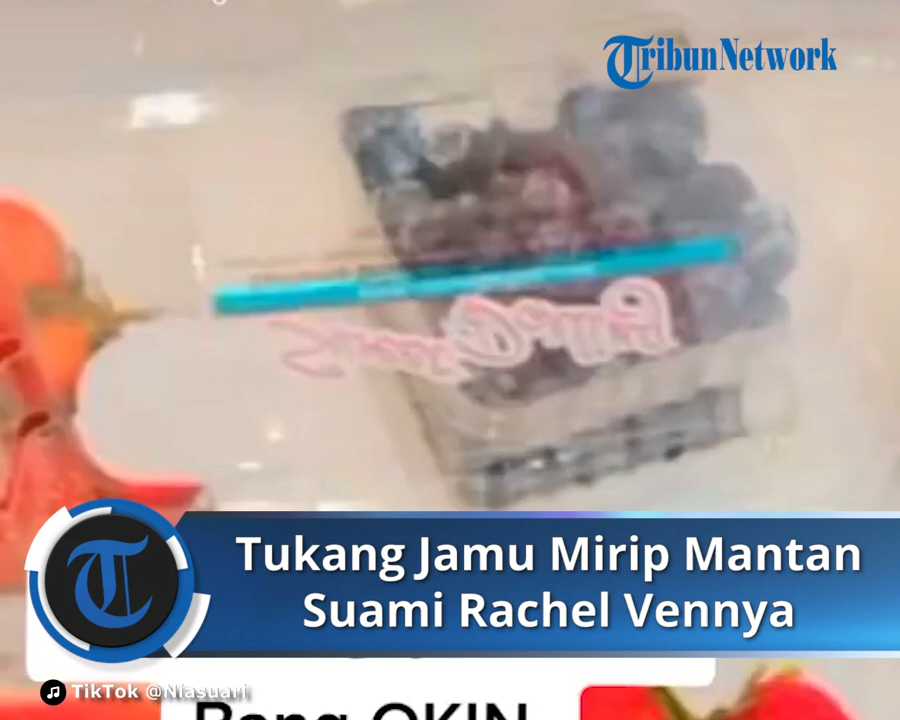 TribunNetwork
Tukang Jamu Mirip Mantan
Suami Rachel Vennya
TikTok @Niasuari
Bang OKIN